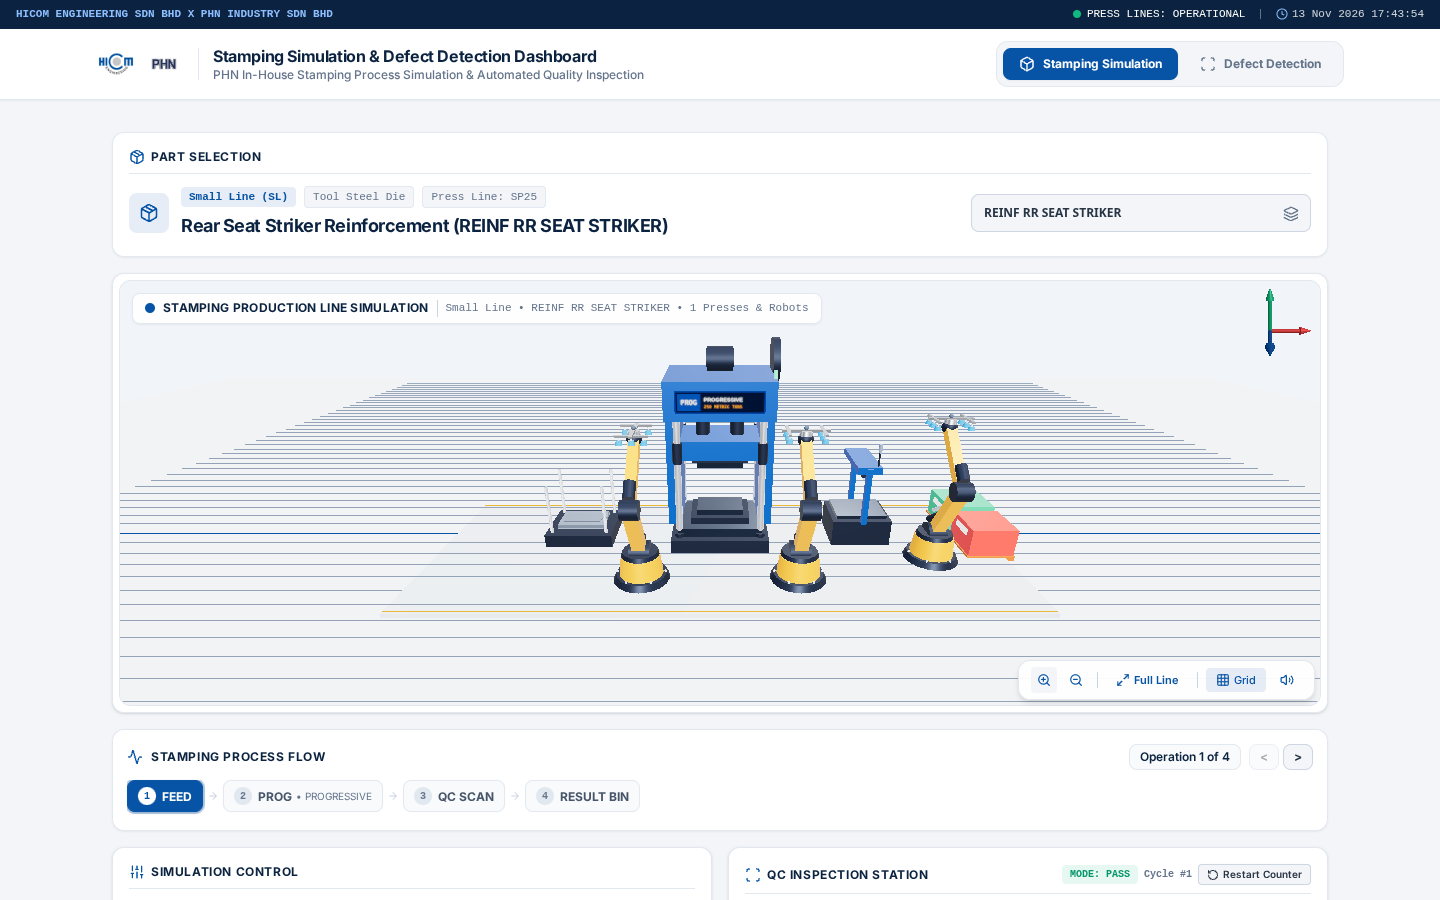 HICOM ENGINEERING SDN BHD X PHN INDUSTRY SDN BHD
PRESS LINES: OPERATIONAL | 13 Nov 2026 17:43:54
HICOM
PHN
Stamping Simulation & Defect Detection Dashboard
PHN In-House Stamping Process Simulation & Automated Quality Inspection
Stamping Simulation
Defect Detection
PART SELECTION
Small Line (SL)
Tool Steel Die
Press Line: SP25
Rear Seat Striker Reinforcement (REINF RR SEAT STRIKER)
REINF RR SEAT STRIKER
STAMPING PRODUCTION LINE SIMULATION
Small Line • REINF RR SEAT STRIKER • 1 Presses & Robots
PROG
PROGRESSIVE
250 METRIC TONS
Full Line
Grid
STAMPING PROCESS FLOW
Operation 1 of 4
<
>
1 FEED
2 PROG • PROGRESSIVE
3 QC SCAN
4 RESULT BIN
SIMULATION CONTROL
QC INSPECTION STATION
MODE: PASS
Cycle #1
Restart Counter